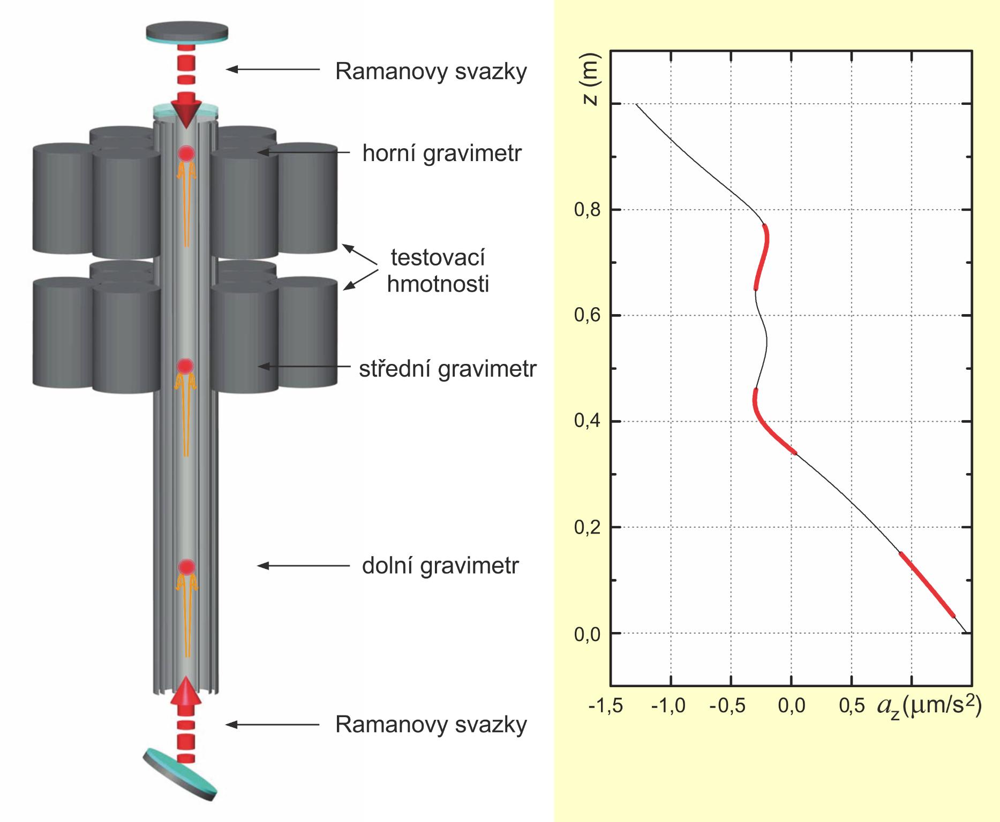 Ramanovy svazky
horní gravimetr
testovací
hmotnosti
střední gravimetr
dolní gravimetr
Ramanovy svazky
z (m)
0,8
0,6
0,4
0,2
0,0
-1,5 -1,0 -0,5 0,0 0,5 az (μm/s²)